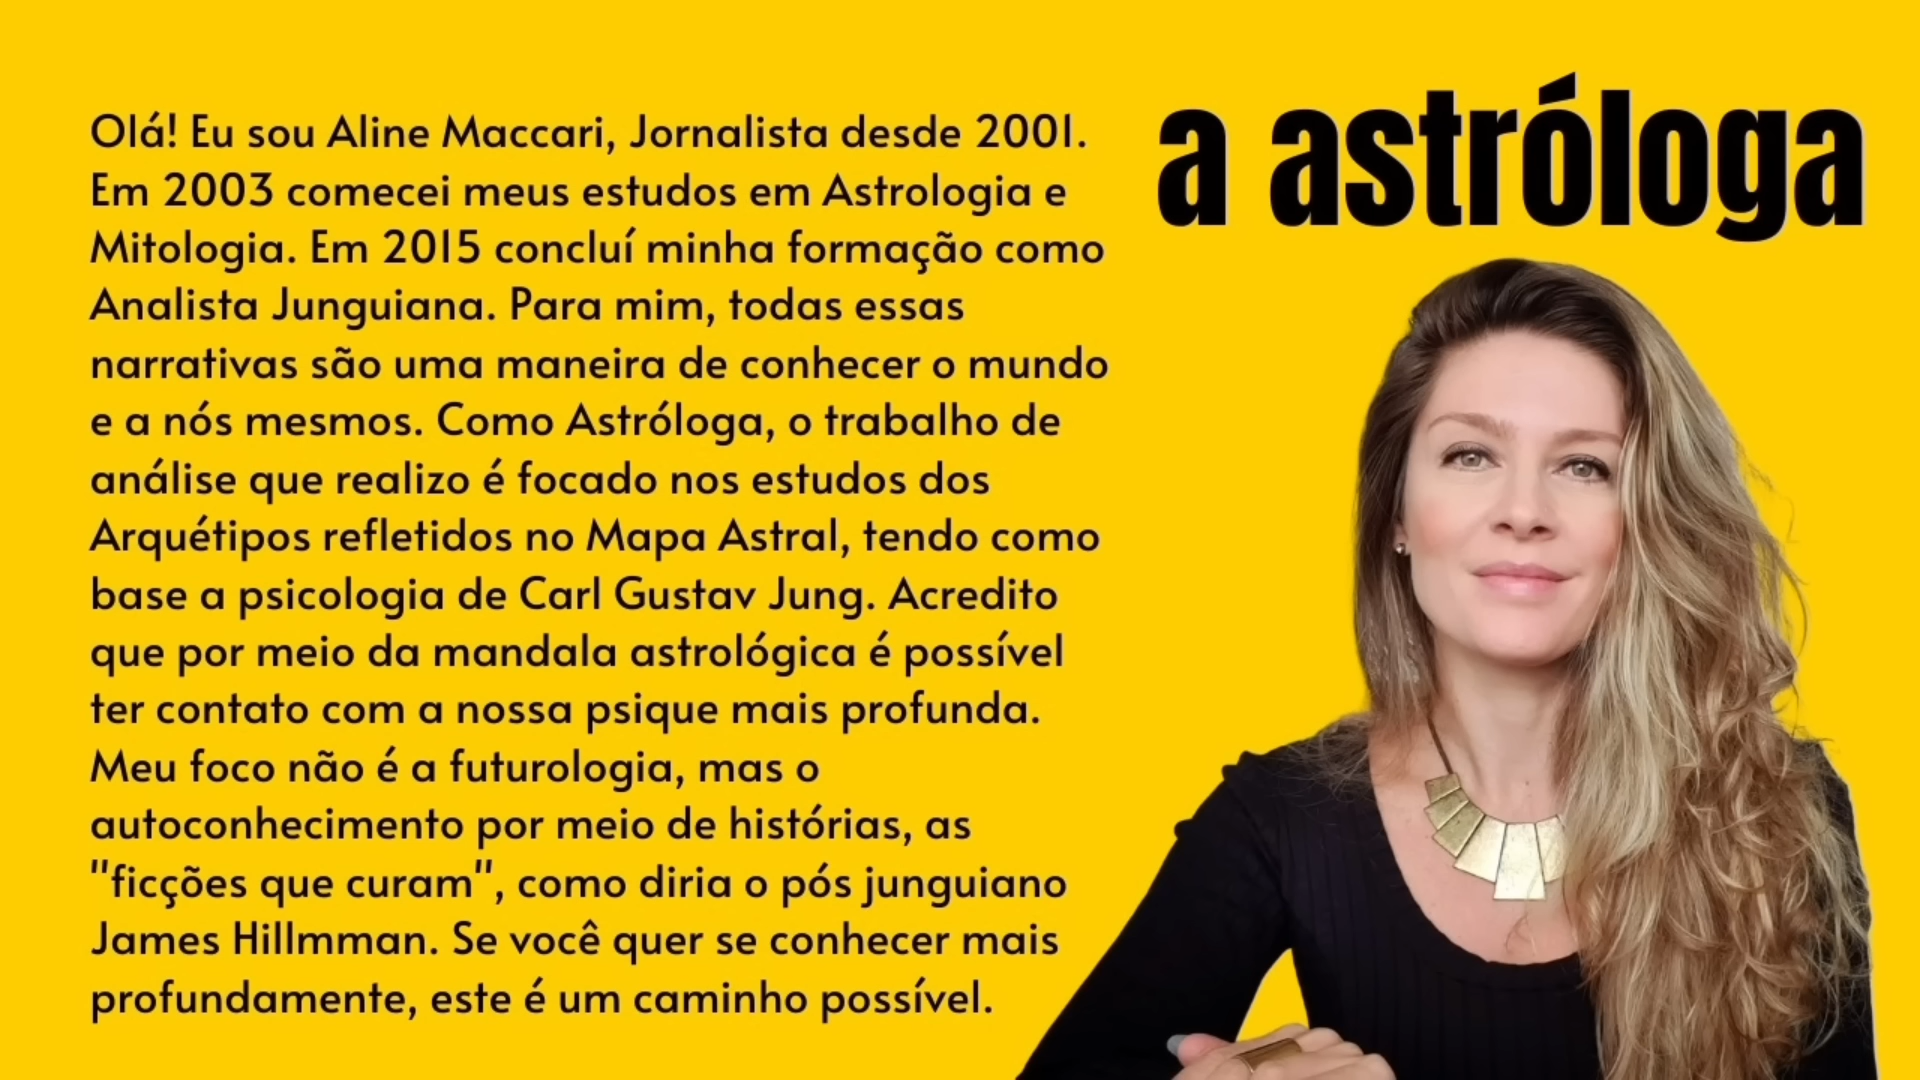 a astróloga
Olá! Eu sou Aline Maccari, Jornalista desde 2001.
Em 2003 comecei meus estudos em Astrologia e
Mitologia. Em 2015 concluí minha formação como
Analista Junguiana. Para mim, todas essas
narrativas são uma maneira de conhecer o mundo
e a nós mesmos. Como Astróloga, o trabalho de
análise que realizo é focado nos estudos dos
Arquétipos refletidos no Mapa Astral, tendo como
base a psicologia de Carl Gustav Jung. Acredito
que por meio da mandala astrológica é possível
ter contato com a nossa psique mais profunda.
Meu foco não é a futurologia, mas o
autoconhecimento por meio de histórias, as
"ficções que curam", como diria o pós junguiano
James Hillmman. Se você quer se conhecer mais
profundamente, este é um caminho possível.